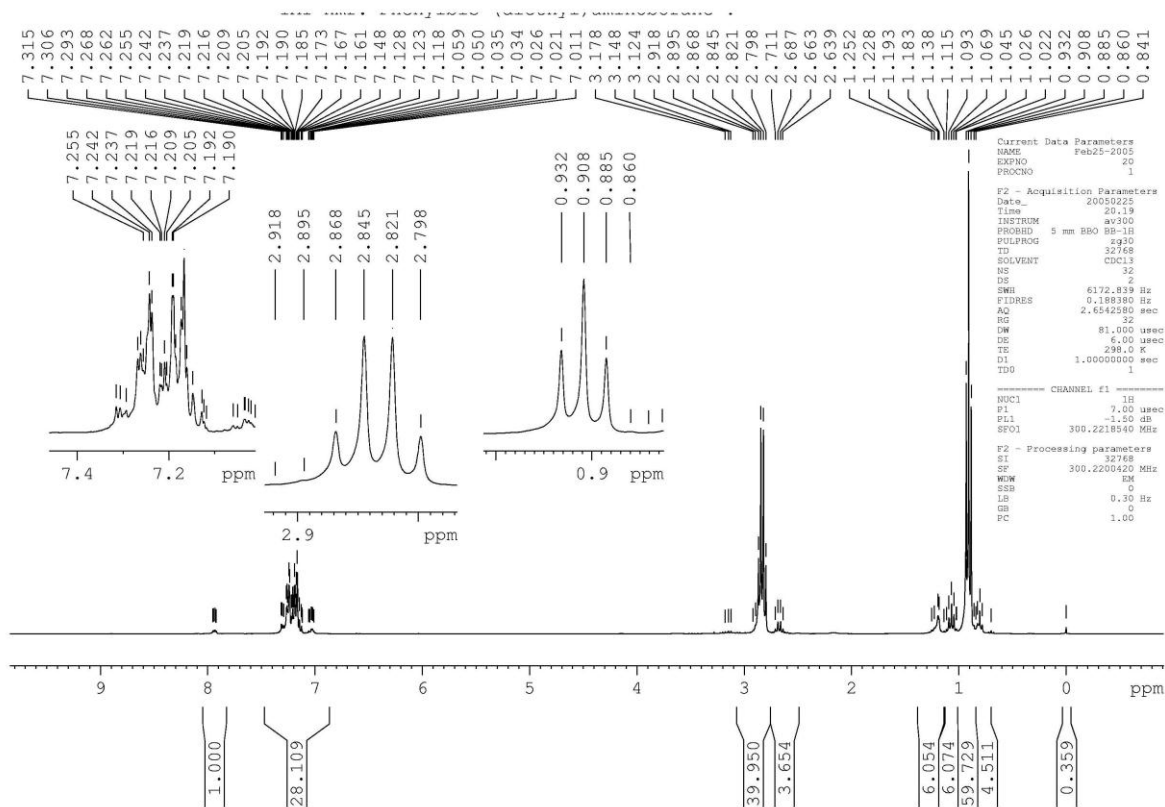 7.315 7.306 7.293 7.268 7.262 7.255 7.242 7.237 7.219 7.216 7.209 7.205 7.192 7.190 7.185 7.173 7.167 7.161 7.148 7.128 7.123 7.118 7.059 7.050 7.035 7.034 7.026 7.021 7.011 3.178 3.148 3.124 2.918 2.895 2.868 2.845 2.821 2.798 2.711 2.687 2.663 2.639 1.252 1.228 1.193 1.183 1.138 1.115 1.093 1.069 1.045 1.026 1.022 0.932 0.908 0.885 0.860 0.841
7.255 7.242 7.237 7.219 7.216 7.209 7.205 7.192 7.190
2.918 2.895 2.868 2.845 2.821 2.798
0.932 0.908 0.885 0.860
7.4 7.2 ppm
2.9 ppm
0.9 ppm
Current Data Parameters
NAME Feb25-2005
EXPNO 20
PROCNO 1
F2 - Acquisition Parameters
Date_ 20050225
Time 20.19
INSTRUM av300
PROBHD 5 mm BBO BB-1H
PULPROG zg30
TD 32768
SOLVENT CDCl3
NS 32
DS 2
SWH 6172.839 Hz
FIDRES 0.188380 Hz
AQ 2.6542580 sec
RG 32
DW 81.000 usec
DE 6.00 usec
TE 298.0 K
D1 1.00000000 sec
TD0 1
======== CHANNEL f1 ========
NUC1 1H
P1 7.00 usec
PL1 -1.50 dB
SFO1 300.2218540 MHz
F2 - Processing parameters
SI 32768
SF 300.2200420 MHz
WDW EM
SSB 0
LB 0.30 Hz
GB 0
PC 1.00
9 8 7 6 5 4 3 2 1 0 ppm
1.000 28.109 39.950 3.654 6.054 6.074 59.729 4.511 0.359